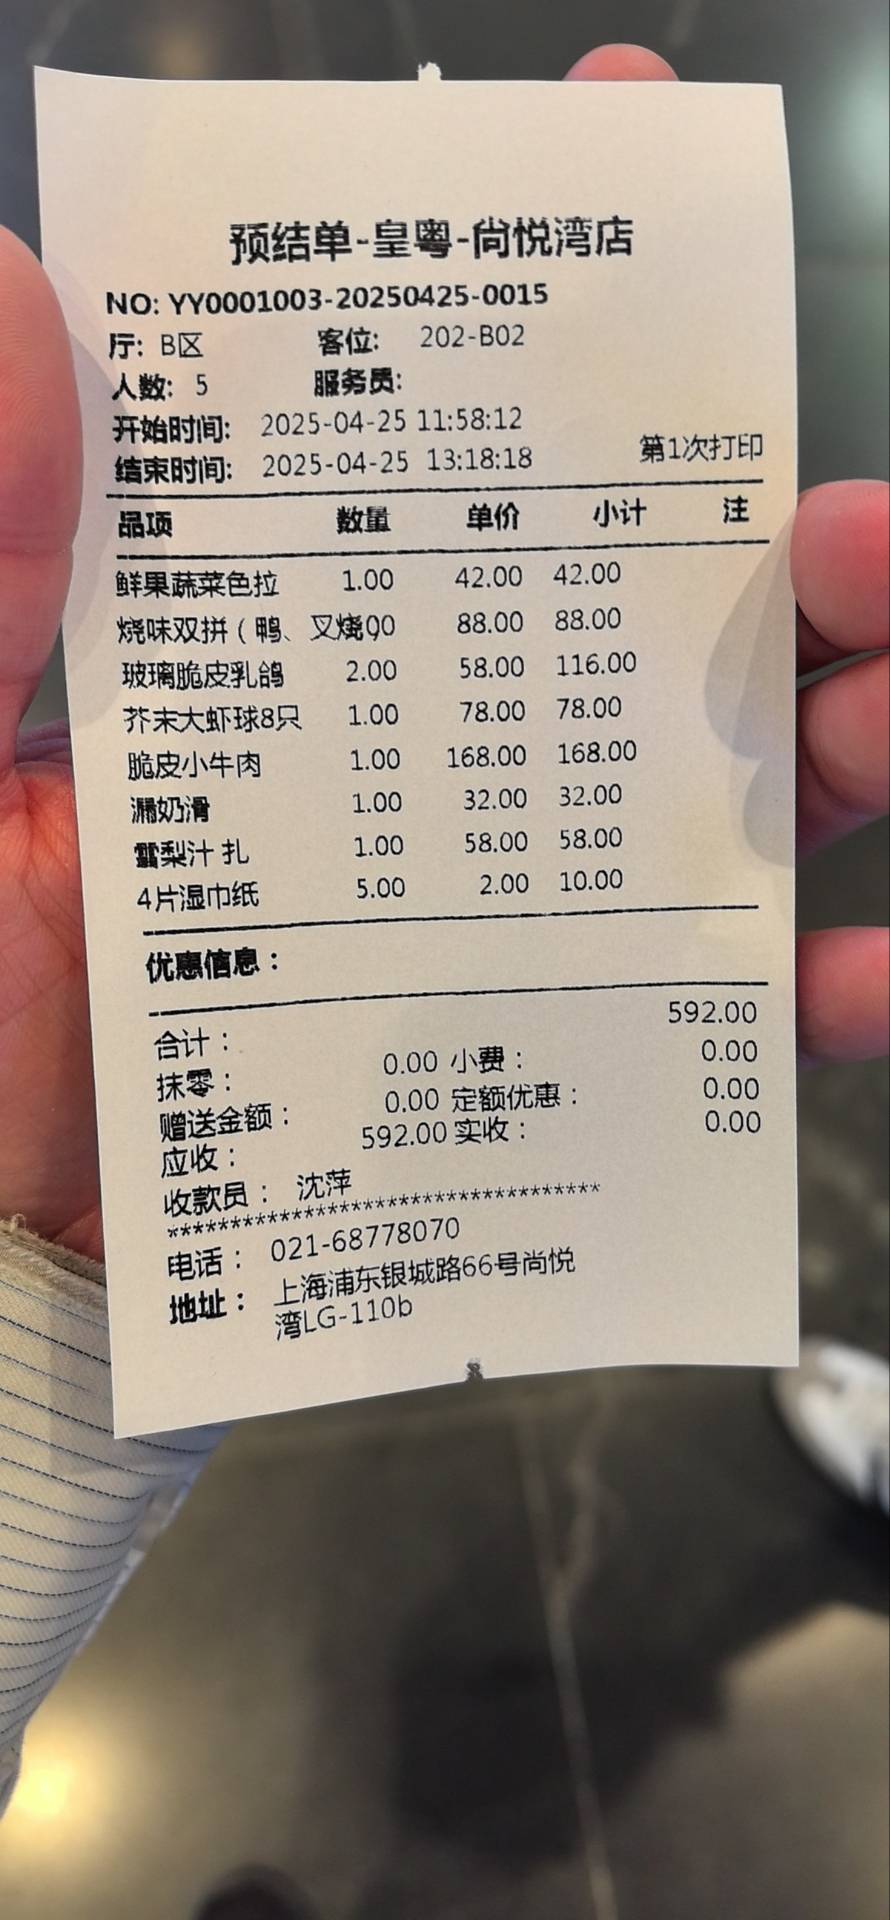 预结单-皇粤-尚悦湾店
NO: YY0001003-20250425-0015
厅: B区 客位: 202-B02
人数: 5 服务员:
开始时间: 2025-04-25 11:58:12
结束时间: 2025-04-25 13:18:18 第1次打印
品项 数量 单价 小计 注
鲜果蔬菜色拉 1.00 42.00 42.00
烧味双拼（鸭、叉烧 88.00 88.00
玻璃脆皮乳鸽 2.00 58.00 116.00
芥末大虾球8只 1.00 78.00 78.00
脆皮小牛肉 1.00 168.00 168.00
漏奶滑 1.00 32.00 32.00
雪梨汁 扎 1.00 58.00 58.00
4片湿巾纸 5.00 2.00 10.00
优惠信息：
合计： 592.00
抹零： 0.00 小费： 0.00
赠送金额： 0.00 定额优惠： 0.00
应收： 592.00 实收： 0.00
收款员： 沈萍
**********************************
电话： 021-68778070
地址： 上海浦东银城路66号尚悦
湾LG-110b